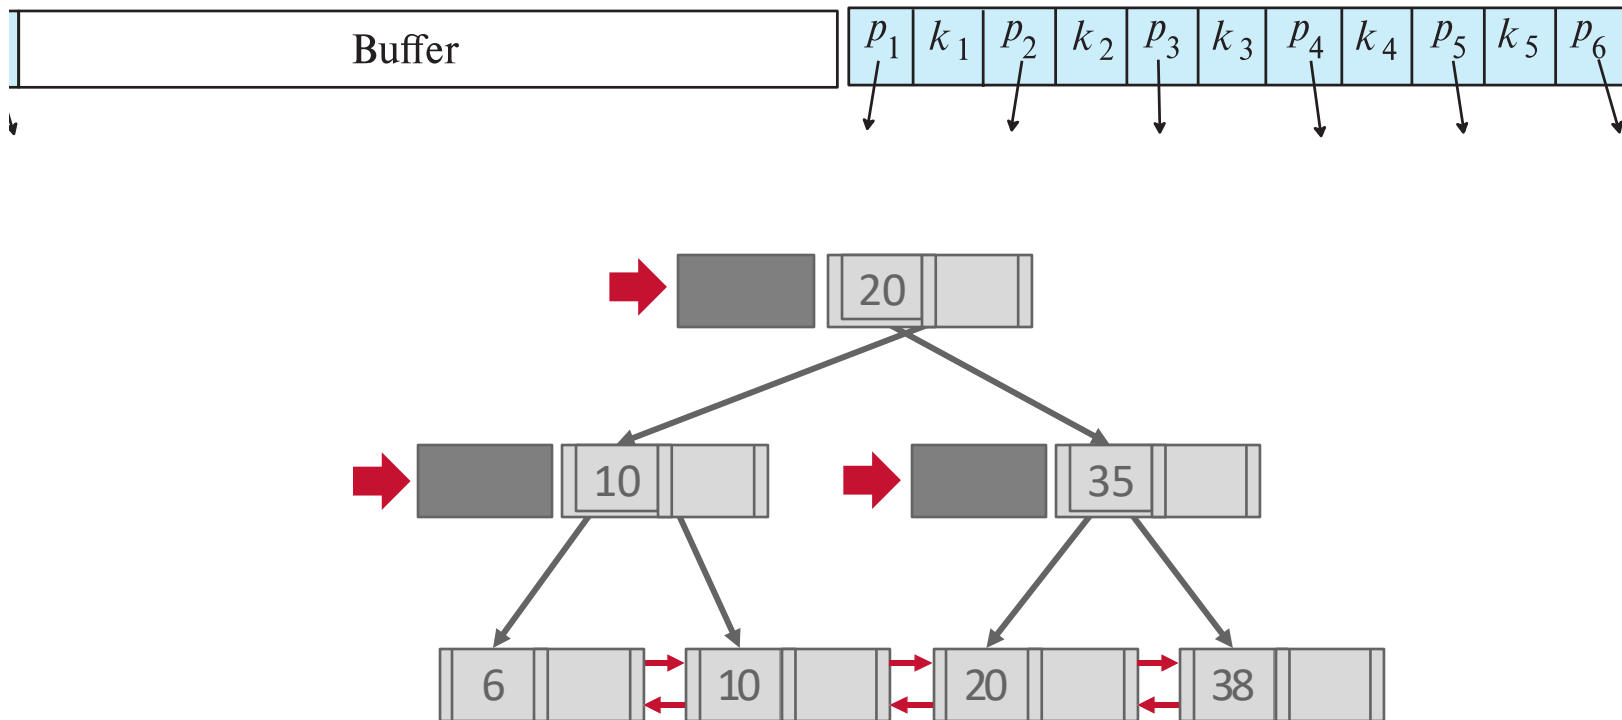 Buffer p₁ k₁ p₂ k₂ p₃ k₃ p₄ k₄ p₅ k₅ p₆
20
10 35
6 10 20 38